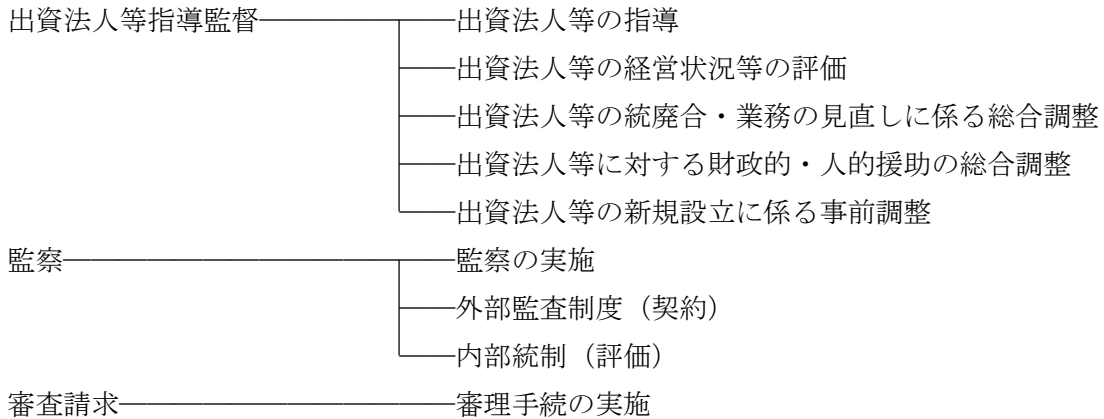 出資法人等指導監督 出資法人等の指導
出資法人等の経営状況等の評価
出資法人等の統廃合・業務の見直しに係る総合調整
出資法人等に対する財政的・人的援助の総合調整
出資法人等の新規設立に係る事前調整
監察 監察の実施
外部監査制度（契約）
内部統制（評価）
審査請求 審理手続の実施